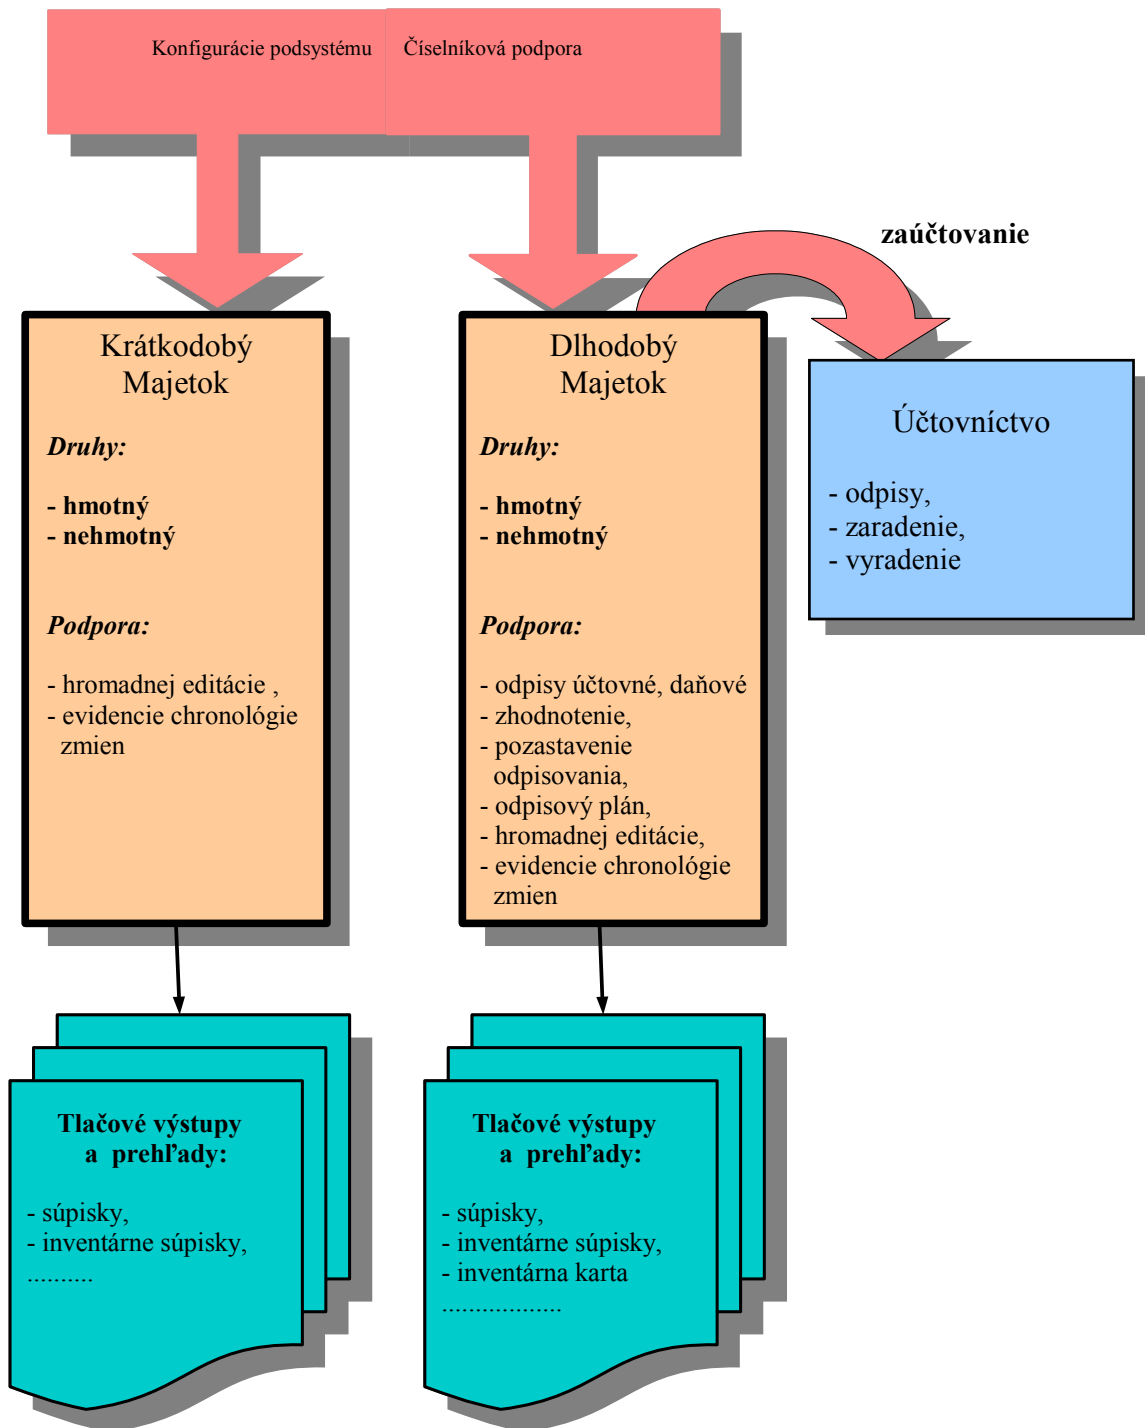 Konfigurácie podsystému
Číselníková podpora
zaúčtovanie
Krátkodobý
Majetok
Druhy:
- hmotný
- nehmotný
Podpora:
- hromadnej editácie ,
- evidencie chronológie
zmien
Dlhodobý
Majetok
Druhy:
- hmotný
- nehmotný
Podpora:
- odpisy účtovné, daňové
- zhodnotenie,
- pozastavenie
odpisovania,
- odpisový plán,
- hromadnej editácie,
- evidencie chronológie
zmien
Účtovníctvo
- odpisy,
- zaradenie,
- vyradenie
Tlačové výstupy
a prehľady:
- súpisky,
- inventárne súpisky,
..........
Tlačové výstupy
a prehľady:
- súpisky,
- inventárne súpisky,
- inventárna karta
..................